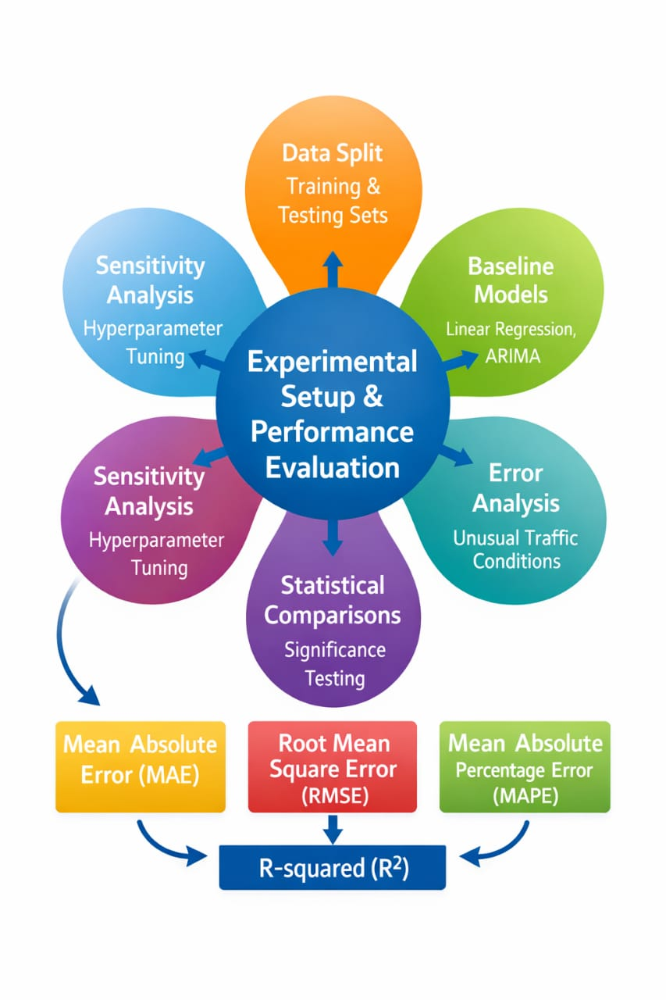 Data Split
Training &
Testing Sets
Sensitivity
Analysis
Hyperparameter
Tuning
Baseline
Models
Linear Regression,
ARIMA
Experimental
Setup &
Performance
Evaluation
Sensitivity
Analysis
Hyperparameter
Tuning
Error
Analysis
Unusual Traffic
Conditions
Statistical
Comparisons
Significance
Testing
Mean Absolute
Error (MAE)
Root Mean
Square Error
(RMSE)
Mean Absolute
Percentage Error
(MAPE)
R-squared (R²)